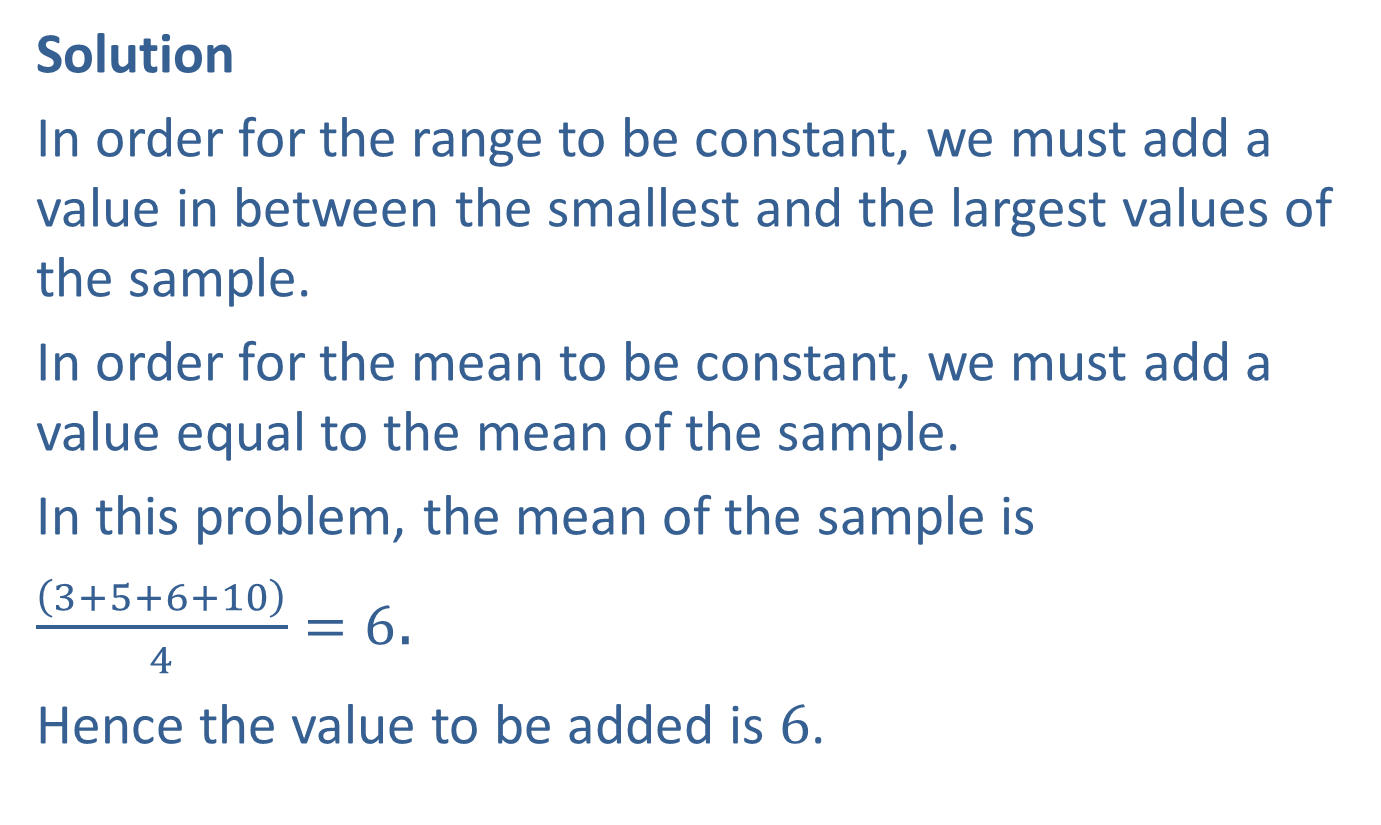 Solution
In order for the range to be constant, we must add a
value in between the smallest and the largest values of
the sample.
In order for the mean to be constant, we must add a
value equal to the mean of the sample.
In this problem, the mean of the sample is
(3+5+6+10)
4
= 6.
Hence the value to be added is 6.